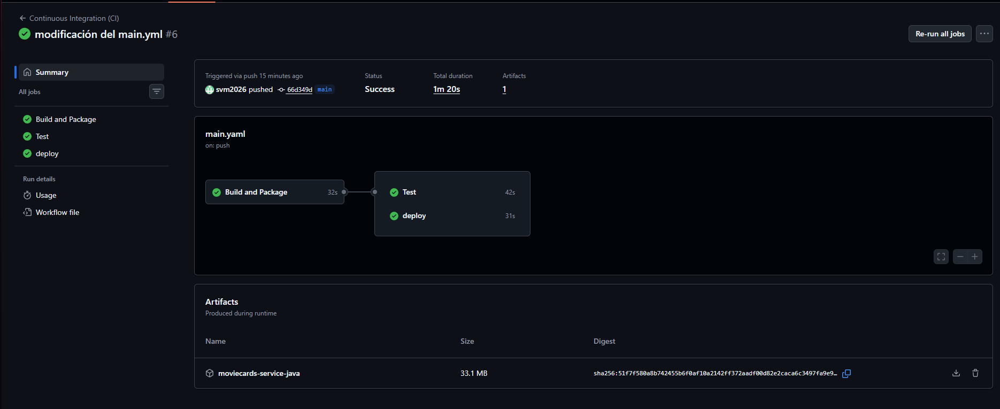 Continuous Integration (CI)
modificación del main.yml #6
Re-run all jobs
Summary
All jobs
Build and Package
Test
deploy
Run details
Usage
Workflow file
Triggered via push 15 minutes ago
svm2026 pushed 66d349d main
Status
Success
Total duration
1m 20s
Artifacts
1
main.yaml
on: push
Build and Package 32s
Test 42s
deploy 31s
Artifacts
Produced during runtime
Name Size Digest
moviecards-service-java 33.1 MB sha256:51f7f580a8b742455b6f0af10a2142ff372aadf00d82e2caca6c3497fa9e9…